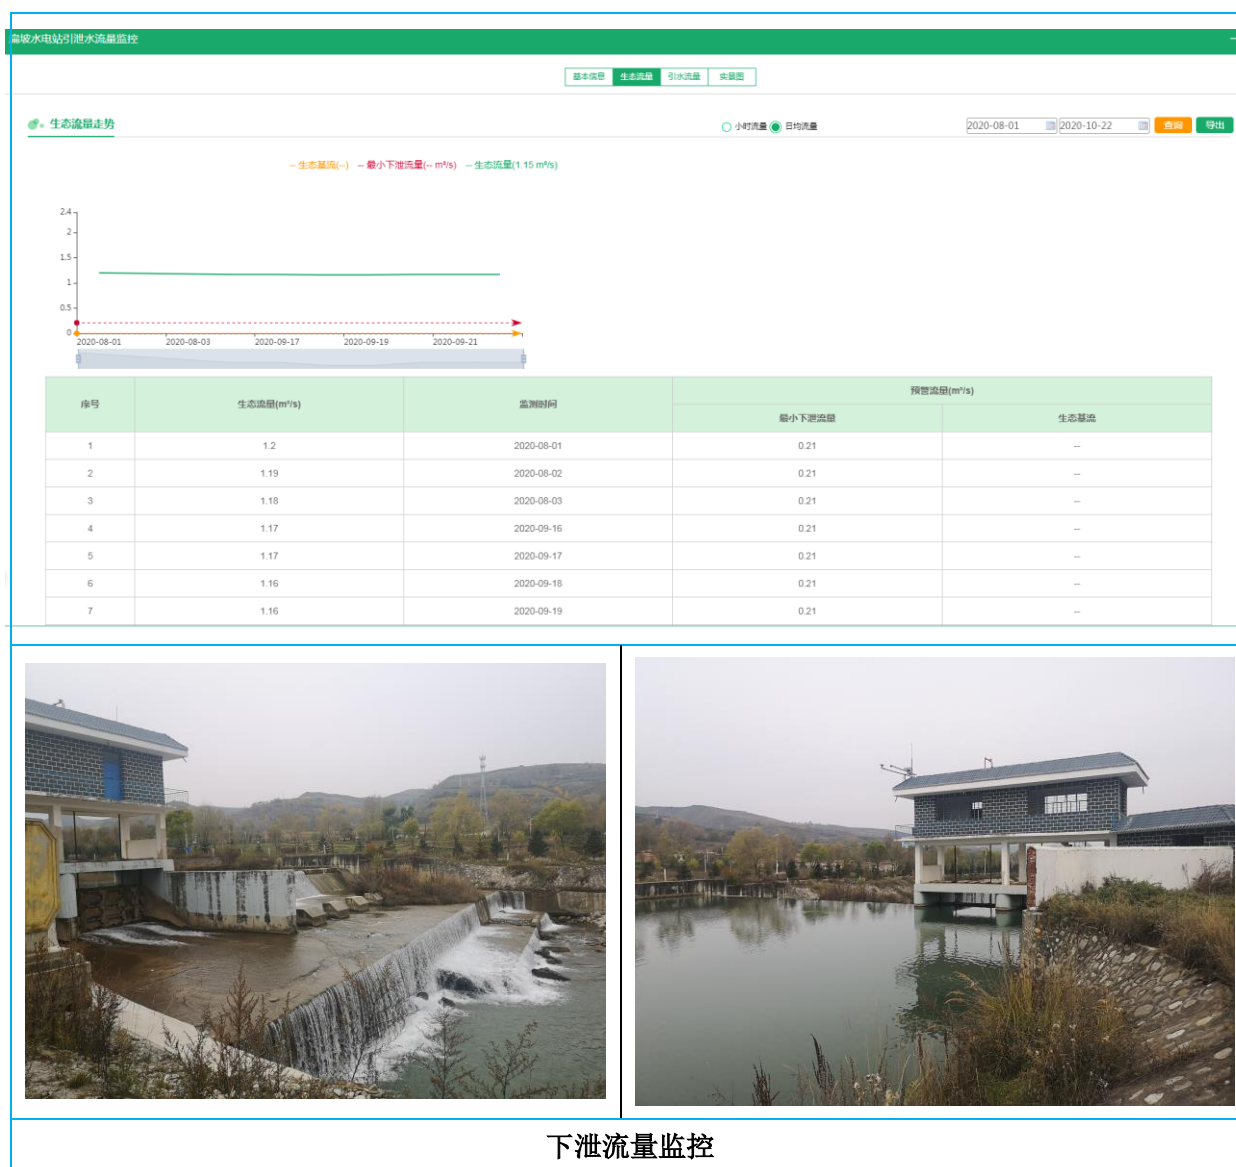 扁坡水电站引泄水流量监控
基本信息 生态流量 引水流量 实景图
生态流量走势
小时流量 日均流量 2020-08-01 2020-10-22 查询 导出
-- 生态基流(--) -- 最小下泄流量(-- m³/s) -- 生态流量(1.15 m³/s)
2.4
2
1.5
1
0.5
0
2020-08-01 2020-08-03 2020-09-17 2020-09-19 2020-09-21
序号 生态流量(m³/s) 监测时间 预警流量(m³/s)
最小下泄流量 生态基流
1 1.2 2020-08-01 0.21 --
2 1.19 2020-08-02 0.21 --
3 1.18 2020-08-03 0.21 --
4 1.17 2020-09-16 0.21 --
5 1.17 2020-09-17 0.21 --
6 1.16 2020-09-18 0.21 --
7 1.16 2020-09-19 0.21 --
下泄流量监控